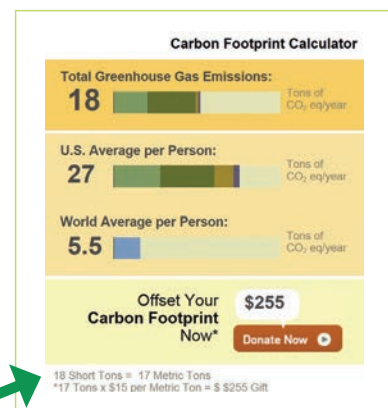 Carbon Footprint Calculator
Total Greenhouse Gas Emissions:
18
Tons of
CO₂ eq/year
U.S. Average per Person:
27
Tons of
CO₂ eq/year
World Average per Person:
5.5
Tons of
CO₂ eq/year
Offset Your
Carbon Footprint
Now*
$255
Donate Now
18 Short Tons = 17 Metric Tons
*17 Tons x $15 per Metric Ton = $ $255 Gift